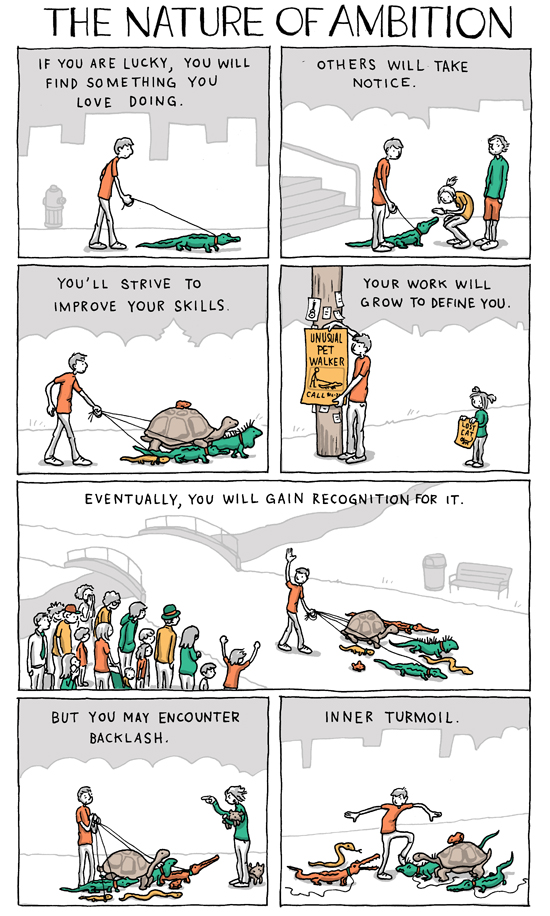 THE NATURE OF AMBITION
IF YOU ARE LUCKY, YOU WILL
FIND SOMETHING YOU
LOVE DOING.
OTHERS WILL TAKE
NOTICE.
YOU'LL STRIVE TO
IMPROVE YOUR SKILLS.
YOUR WORK WILL
GROW TO DEFINE YOU.
UNUSUAL
PET
WALKER
CALL
LOST
CAT
EVENTUALLY, YOU WILL GAIN RECOGNITION FOR IT.
BUT YOU MAY ENCOUNTER
BACKLASH.
INNER TURMOIL.